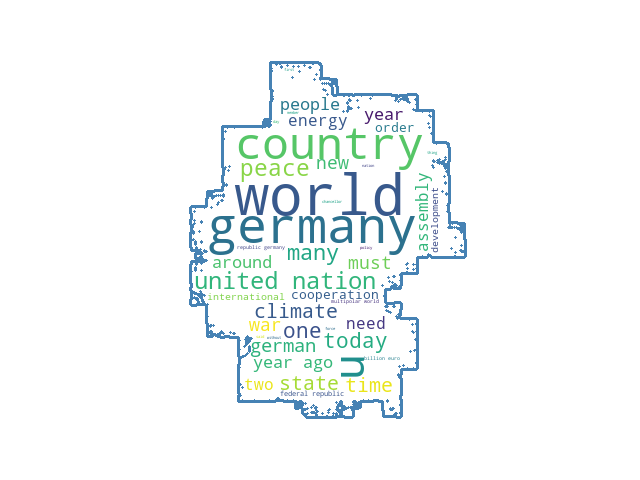 people
year
energy
order
country
new
peace
world
assembly
development
chancellor
germany
republic germany
policy
many
around
must
united nation
international
cooperation
multipolar world
climate
war
one
need
today
german
billion euro
year ago
u
two
state
time
federal republic